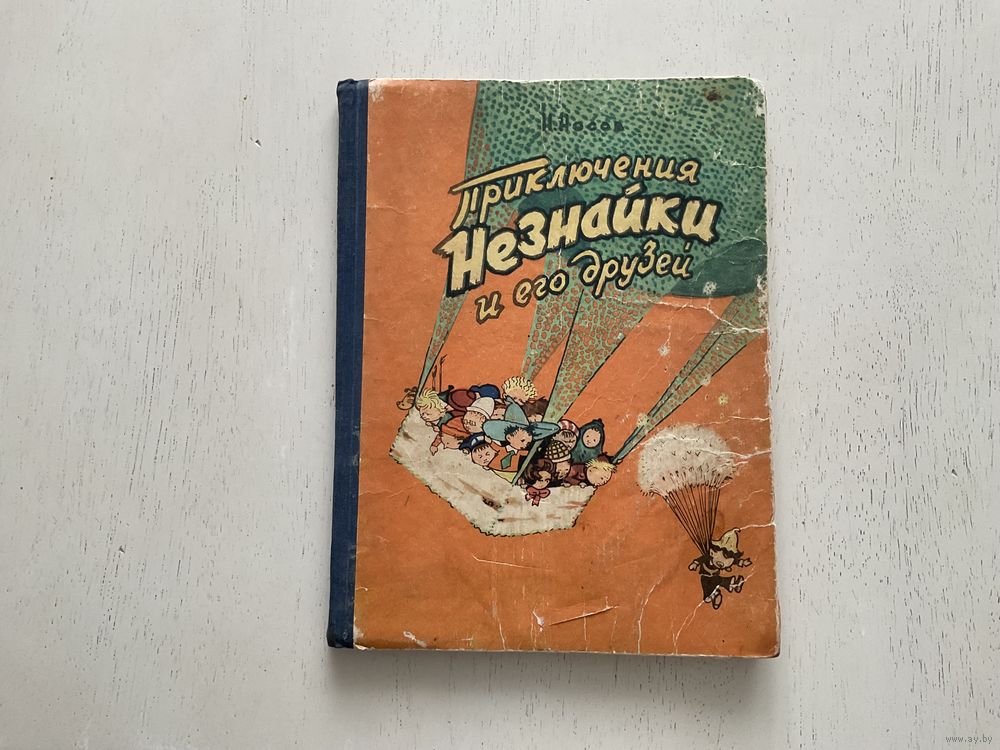 Н. Носов
Приключения
Незнайки
и его друзей
www.ay.by